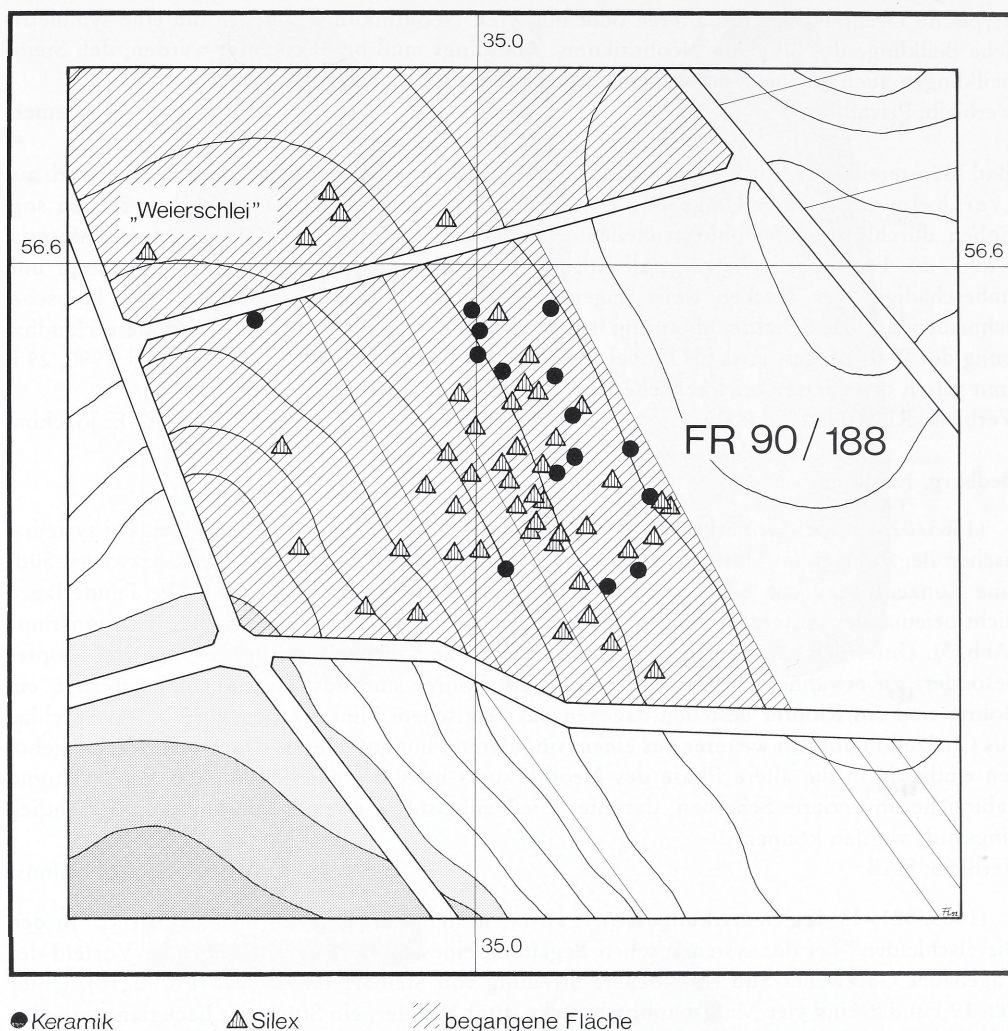 35.0
„Weierschlei”
56.6 56.6
FR 90/188
35.0
Keramik Silex begangene Fläche